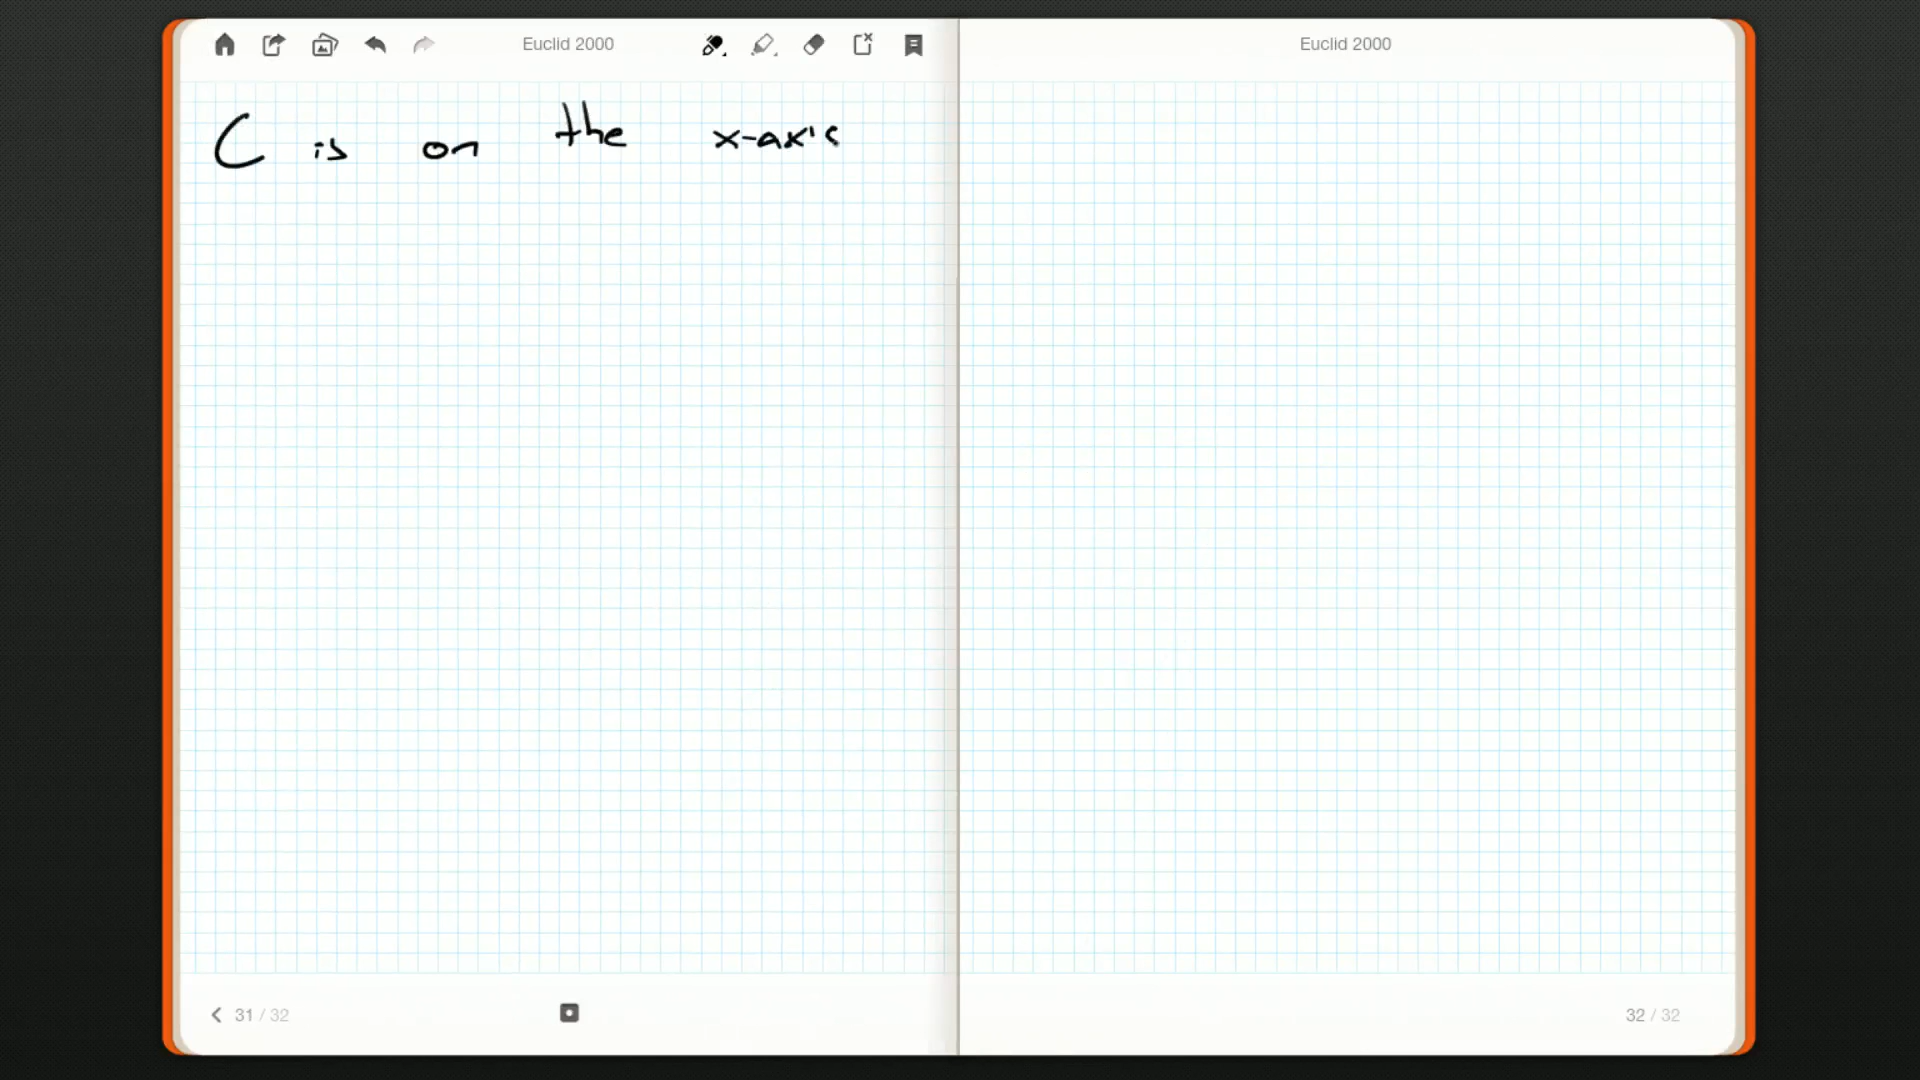 Euclid 2000
Euclid 2000
C is on the x-axis
31 / 32
32 / 32